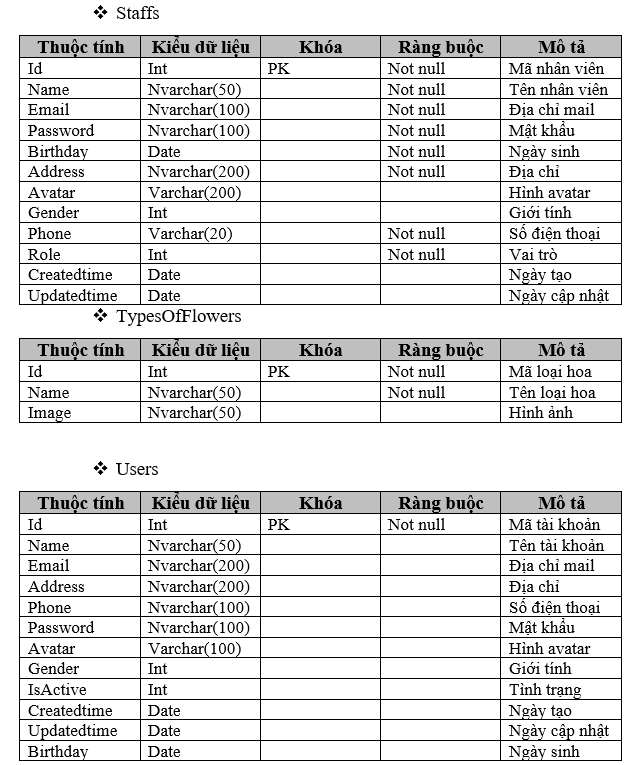 ❖ Staffs
Thuộc tính Kiểu dữ liệu Khóa Ràng buộc Mô tả
Id Int PK Not null Mã nhân viên
Name Nvarchar(50) Not null Tên nhân viên
Email Nvarchar(100) Not null Địa chỉ mail
Password Nvarchar(100) Not null Mật khẩu
Birthday Date Not null Ngày sinh
Address Nvarchar(200) Not null Địa chỉ
Avatar Varchar(200) Hình avatar
Gender Int Giới tính
Phone Varchar(20) Not null Số điện thoại
Role Int Not null Vai trò
Createdtime Date Ngày tạo
Updatedtime Date Ngày cập nhật
❖ TypesOfFlowers
Thuộc tính Kiểu dữ liệu Khóa Ràng buộc Mô tả
Id Int PK Not null Mã loại hoa
Name Nvarchar(50) Not null Tên loại hoa
Image Nvarchar(50) Hình ảnh
❖ Users
Thuộc tính Kiểu dữ liệu Khóa Ràng buộc Mô tả
Id Int PK Not null Mã tài khoản
Name Nvarchar(50) Tên tài khoản
Email Nvarchar(200) Địa chỉ mail
Address Nvarchar(200) Địa chỉ
Phone Nvarchar(100) Số điện thoại
Password Nvarchar(100) Mật khẩu
Avatar Varchar(100) Hình avatar
Gender Int Giới tính
IsActive Int Tình trạng
Createdtime Date Ngày tạo
Updatedtime Date Ngày cập nhật
Birthday Date Ngày sinh